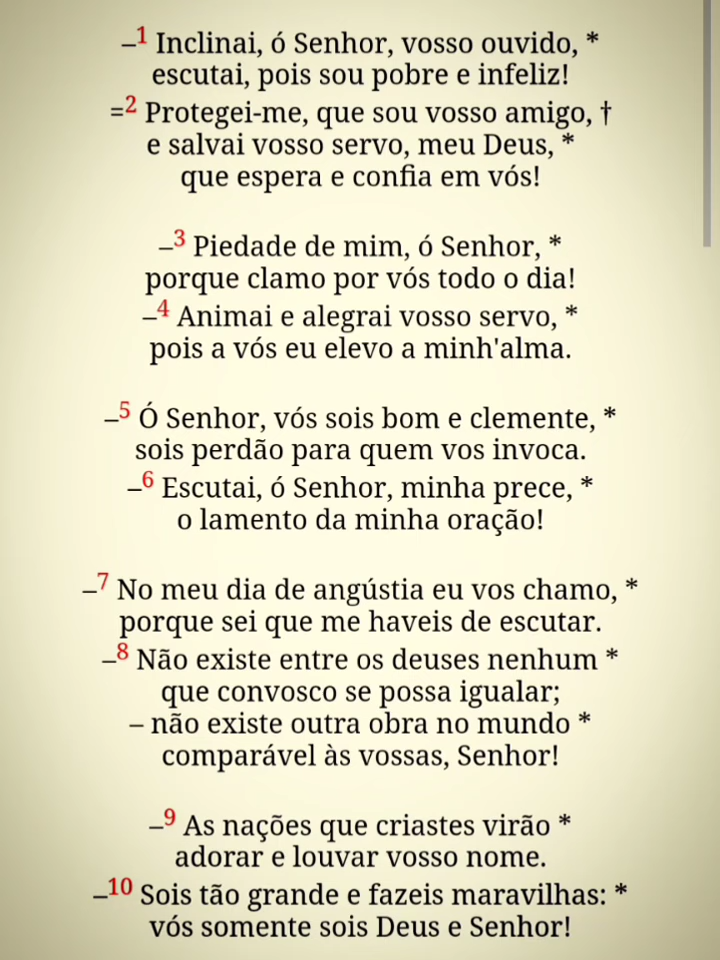 –1 Inclinai, ó Senhor, vosso ouvido, *
escutai, pois sou pobre e infeliz!
=2 Protegei-me, que sou vosso amigo, †
e salvai vosso servo, meu Deus, *
que espera e confia em vós!
–3 Piedade de mim, ó Senhor, *
porque clamo por vós todo o dia!
–4 Animai e alegrai vosso servo, *
pois a vós eu elevo a minh'alma.
–5 Ó Senhor, vós sois bom e clemente, *
sois perdão para quem vos invoca.
–6 Escutai, ó Senhor, minha prece, *
o lamento da minha oração!
–7 No meu dia de angústia eu vos chamo, *
porque sei que me haveis de escutar.
–8 Não existe entre os deuses nenhum *
que convosco se possa igualar;
– não existe outra obra no mundo *
comparável às vossas, Senhor!
–9 As nações que criastes virão *
adorar e louvar vosso nome.
–10 Sois tão grande e fazeis maravilhas: *
vós somente sois Deus e Senhor!